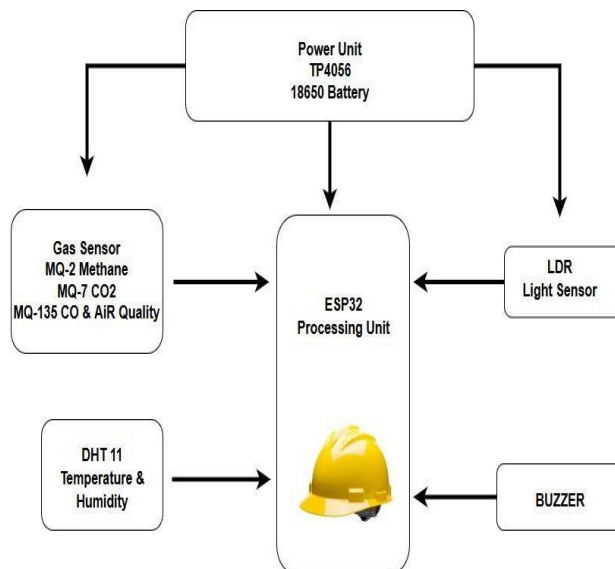 Power Unit
TP4056
18650 Battery
Gas Sensor
MQ-2 Methane
MQ-7 CO2
MQ-135 CO & AiR Quality
ESP32
Processing Unit
LDR
Light Sensor
DHT 11
Temperature &
Humidity
BUZZER